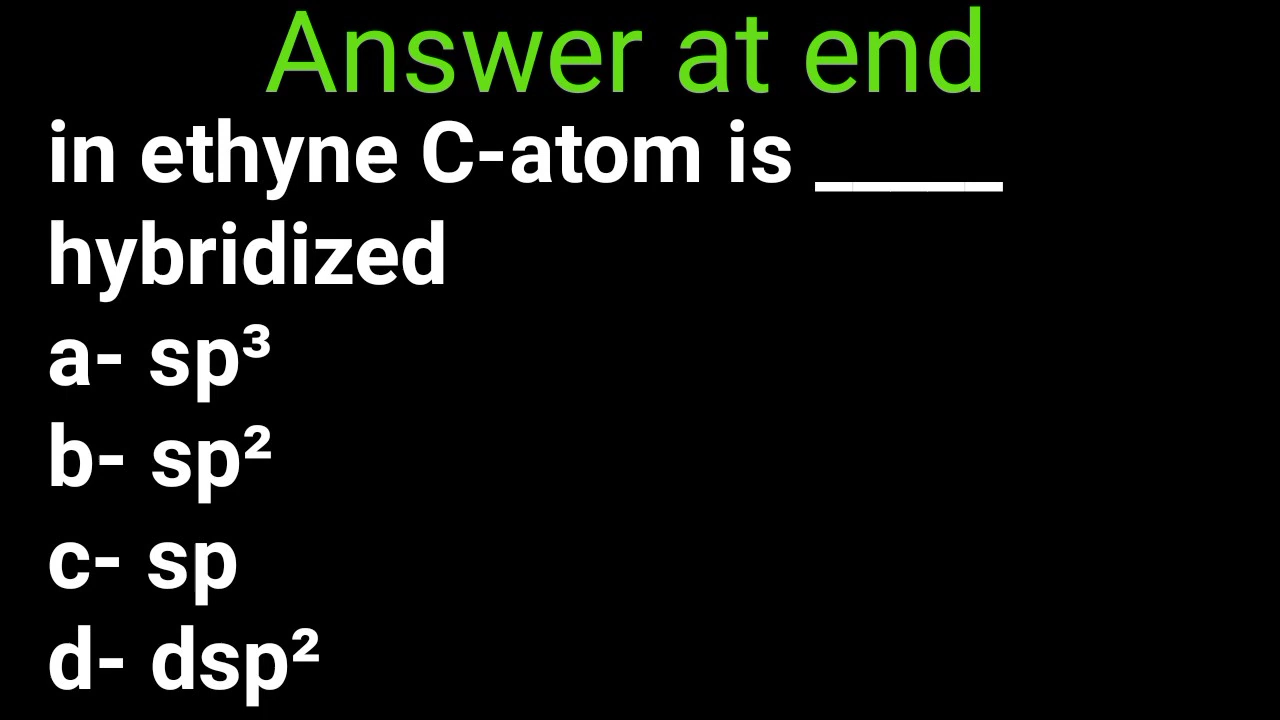 Answer at end
in ethyne C-atom is _____
hybridized
a- sp³
b- sp²
c- sp
d- dsp²